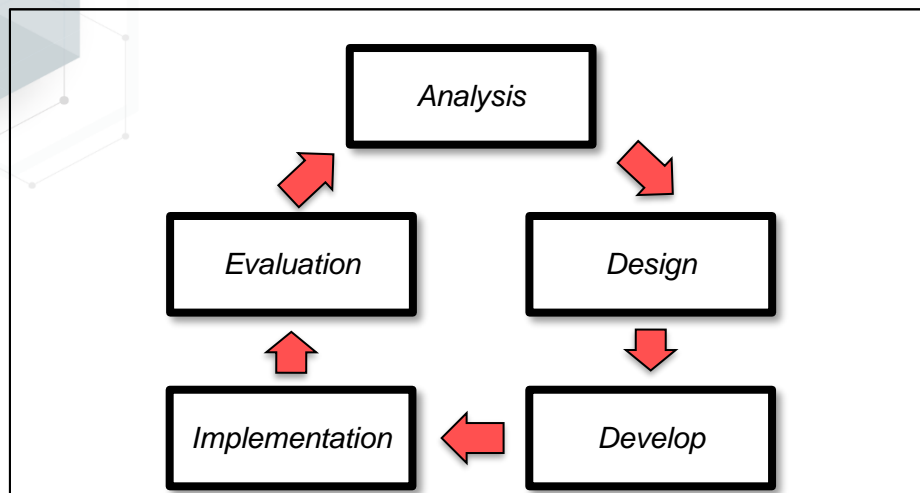 Analysis
Evaluation
Design
Implementation
Develop